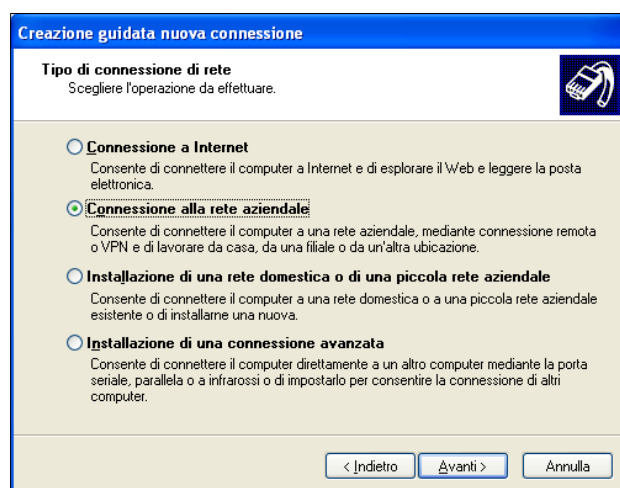 Creazione guidata nuova connessione
Tipo di connessione di rete
Scegliere l'operazione da effettuare.
Connessione a Internet
Consente di connettere il computer a Internet e di esplorare il Web e leggere la posta
elettronica.
Connessione alla rete aziendale
Consente di connettere il computer a una rete aziendale, mediante connessione remota
o VPN e di lavorare da casa, da una filiale o da un'altra ubicazione.
Installazione di una rete domestica o di una piccola rete aziendale
Consente di connettere il computer a una rete domestica o a una piccola rete aziendale
esistente o di installarne una nuova.
Installazione di una connessione avanzata
Consente di connettere il computer direttamente a un altro computer mediante la porta
seriale, parallela o a infrarossi o di impostarlo per consentire la connessione di altri
computer.
< Indietro Avanti > Annulla